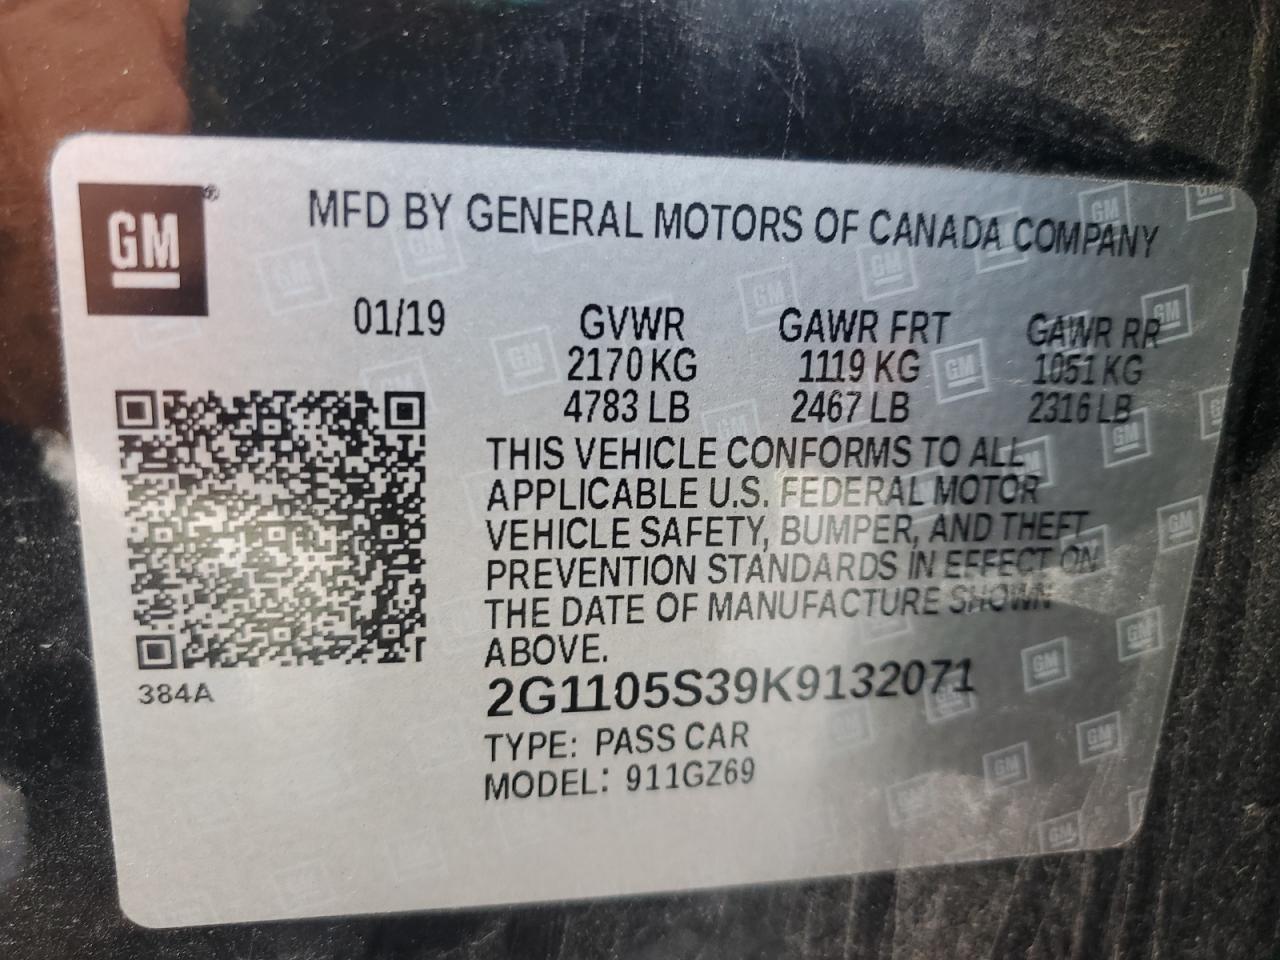 GM ®
MFD BY GENERAL MOTORS OF CANADA COMPANY
01/19 GVWR GAWR FRT GAWR RR
2170 KG 1119 KG 1051 KG
4783 LB 2467 LB 2316 LB
THIS VEHICLE CONFORMS TO ALL
APPLICABLE U.S. FEDERAL MOTOR
VEHICLE SAFETY, BUMPER, AND THEFT
PREVENTION STANDARDS IN EFFECT ON
THE DATE OF MANUFACTURE SHOWN
ABOVE.
384A
2G1105S39K9132071
TYPE: PASS CAR
MODEL: 911GZ69